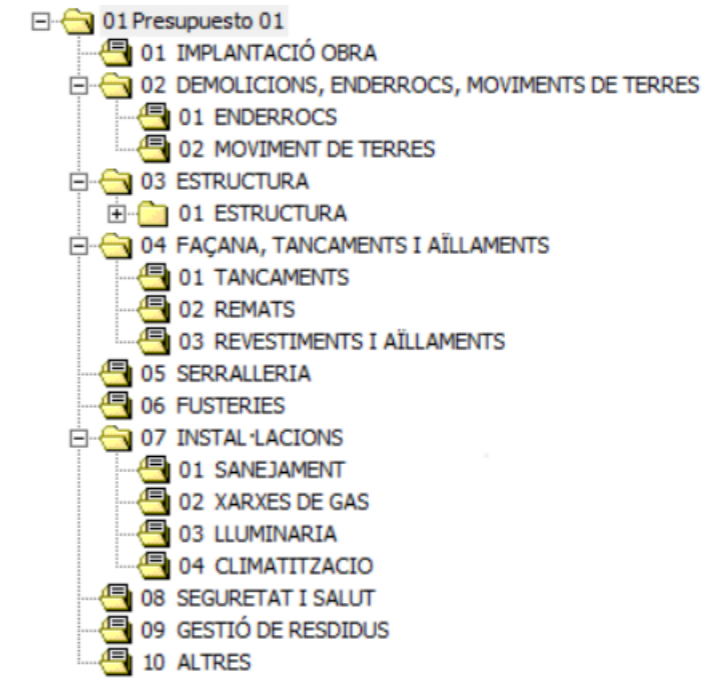 01 Presupuesto 01
01 IMPLANTACIÓ OBRA
02 DEMOLICIONS, ENDERROCS, MOVIMENTS DE TERRES
01 ENDERROCS
02 MOVIMENT DE TERRES
03 ESTRUCTURA
01 ESTRUCTURA
04 FAÇANA, TANCAMENTS I AÏLLAMENTS
01 TANCAMENTS
02 REMATS
03 REVESTIMENTS I AÏLLAMENTS
05 SERRALLERIA
06 FUSTERIES
07 INSTAL·LACIONS
01 SANEJAMENT
02 XARXES DE GAS
03 LLUMINARIA
04 CLIMATITZACIO
08 SEGURETAT I SALUT
09 GESTIÓ DE RESDIDUS
10 ALTRES